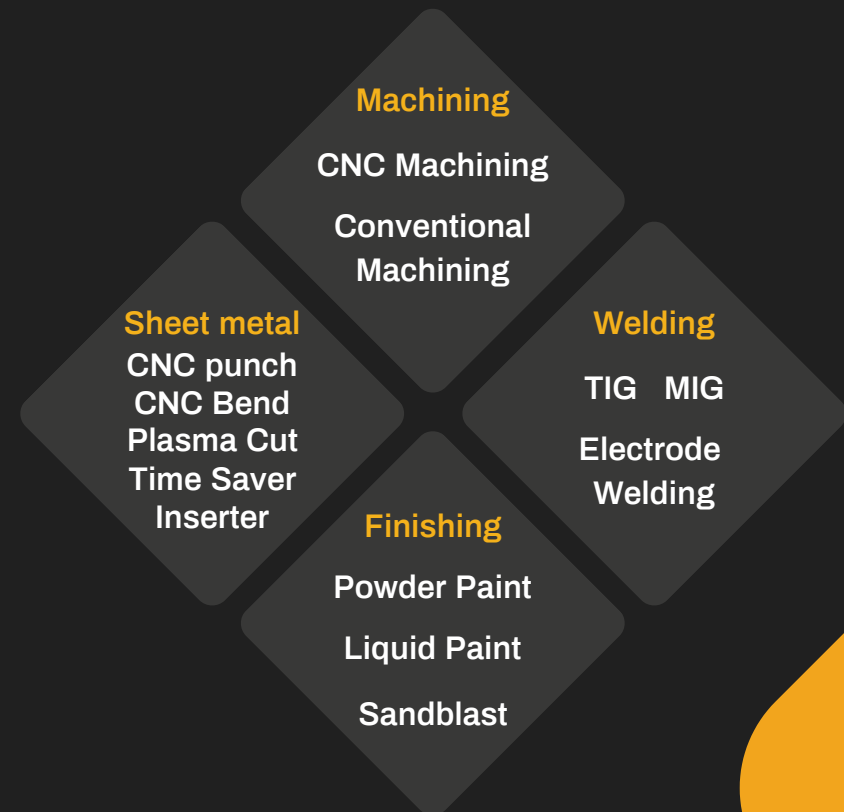 Machining
CNC Machining
Conventional
Machining
Sheet metal
CNC punch
CNC Bend
Plasma Cut
Time Saver
Inserter
Welding
TIG MIG
Electrode
Welding
Finishing
Powder Paint
Liquid Paint
Sandblast